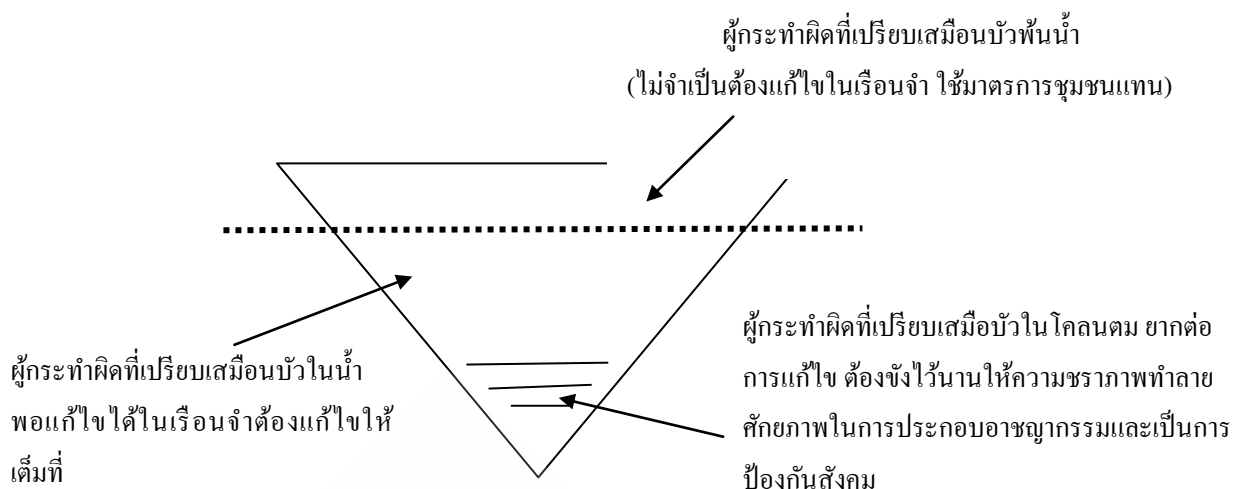 ผู้กระทำผิดที่เปรียบเสมือนบัวพ้นน้ำ
(ไม่จำเป็นต้องแก้ไขในเรือนจำ ใช้มาตรการชุมชนแทน)
ผู้กระทำผิดที่เปรียบเสมือนบัวในน้ำ
พอแก้ไขได้ในเรือนจำต้องแก้ไขให้
เต็มที่
ผู้กระทำผิดที่เปรียบเสมือบัวในโคลนตม ยากต่อ
การแก้ไข ต้องขังไว้นานให้ความชราภาพทำลาย
ศักยภาพในการประกอบอาชญากรรมและเป็นการ
ป้องกันสังคม